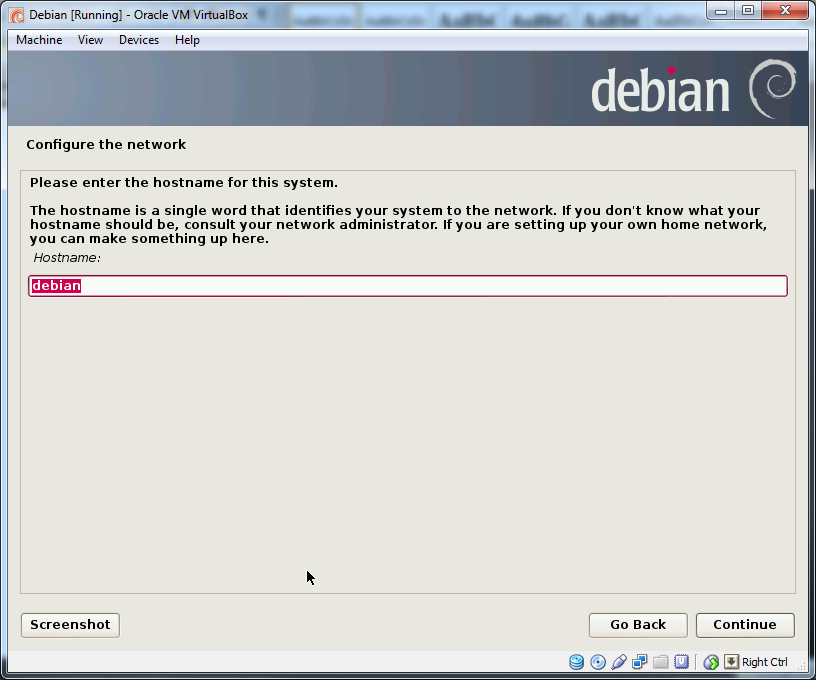 Debian [Running] - Oracle VM VirtualBox
Machine View Devices Help
debian
Configure the network
Please enter the hostname for this system.
The hostname is a single word that identifies your system to the network. If you don't know what your
hostname should be, consult your network administrator. If you are setting up your own home network,
you can make something up here.
Hostname:
debian
Screenshot Go Back Continue
Right Ctrl